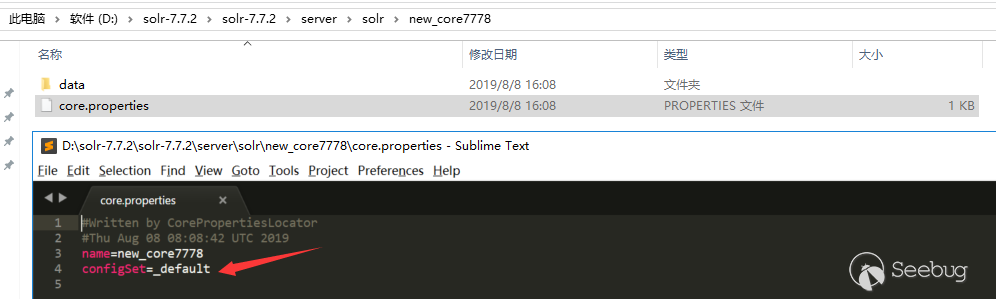 此电脑 > 软件 (D:) > solr-7.7.2 > solr-7.7.2 > server > solr > new_core7778
名称 修改日期 类型 大小
data 2019/8/8 16:08 文件夹
core.properties 2019/8/8 16:08 PROPERTIES 文件 1 KB
D:\solr-7.7.2\solr-7.7.2\server\solr\new_core7778\core.properties - Sublime Text
File Edit Selection Find View Goto Tools Project Preferences Help
core.properties ×
1 #Written by CorePropertiesLocator
2 #Thu Aug 08 08:08:42 UTC 2019
3 name=new_core7778
4 configSet=_default
5
Seebug